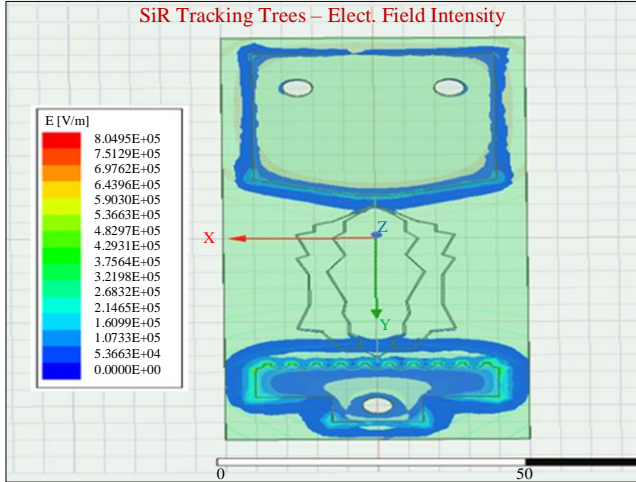 SiR Tracking Trees – Elect. Field Intensity
E [V/m]
8.0495E+05
7.5129E+05
6.9762E+05
6.4396E+05
5.9030E+05
5.3663E+05
4.8297E+05
4.2931E+05
3.7564E+05
3.2198E+05
2.6832E+05
2.1465E+05
1.6099E+05
1.0733E+05
5.3663E+04
0.0000E+00
Z
X
Y
0
50